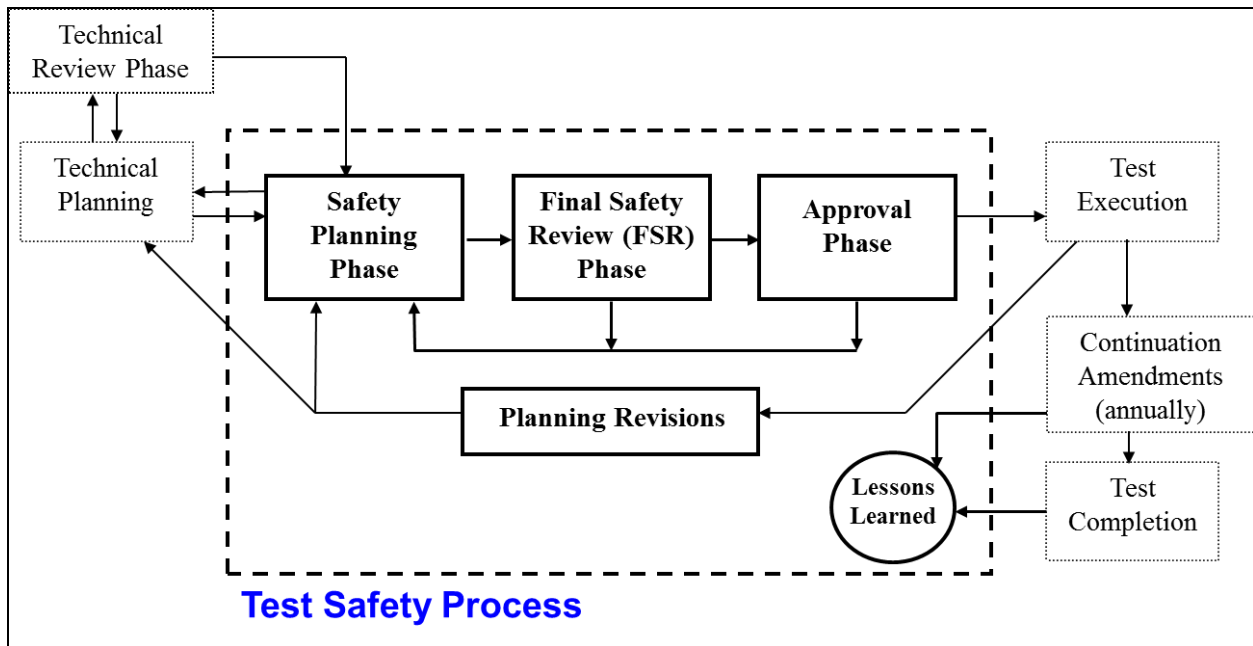 Technical
Review Phase
Technical
Planning
Safety
Planning
Phase
Final Safety
Review (FSR)
Phase
Approval
Phase
Test
Execution
Planning Revisions
Continuation
Amendments
(annually)
Lessons
Learned
Test
Completion
Test Safety Process